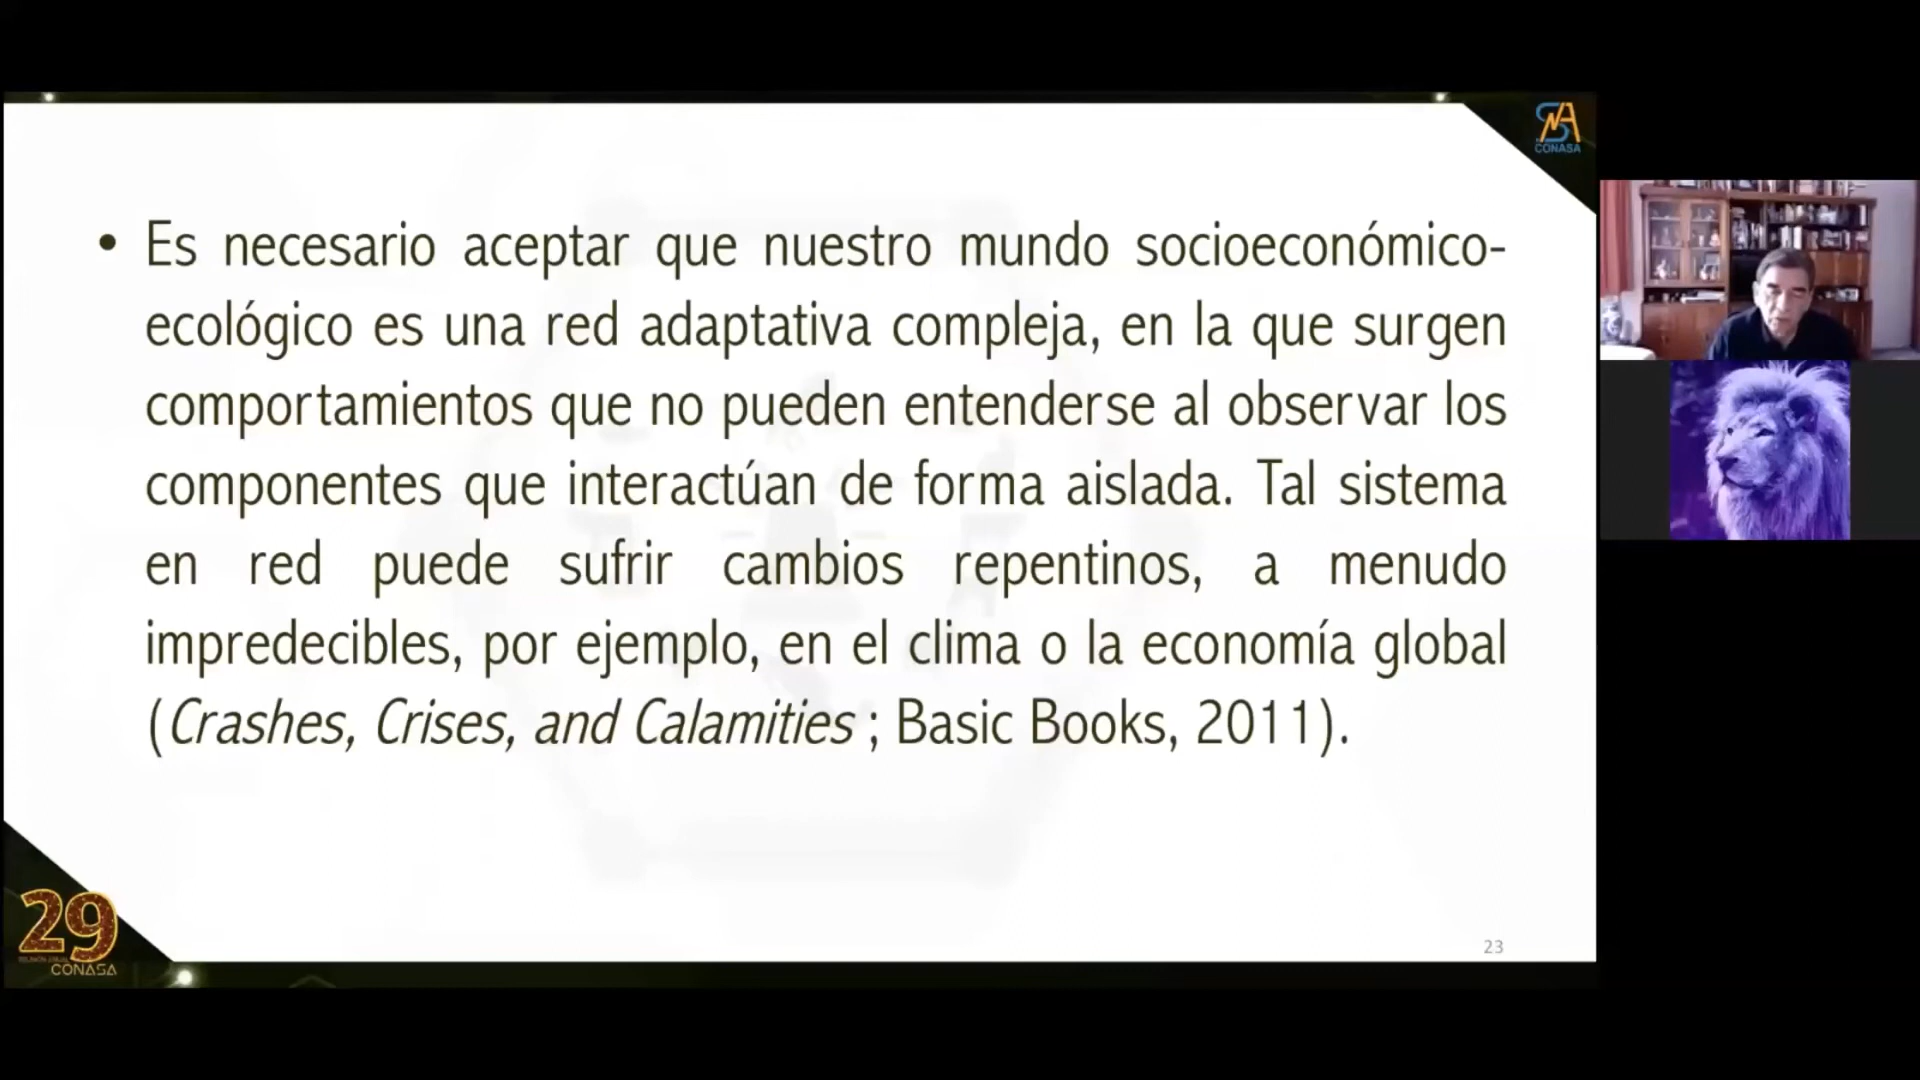 CONASA
• Es necesario aceptar que nuestro mundo socioeconómico-
ecológico es una red adaptativa compleja, en la que surgen
comportamientos que no pueden entenderse al observar los
componentes que interactúan de forma aislada. Tal sistema
en red puede sufrir cambios repentinos, a menudo
impredecibles, por ejemplo, en el clima o la economía global
(Crashes, Crises, and Calamities ; Basic Books, 2011).
29
CONASA
23